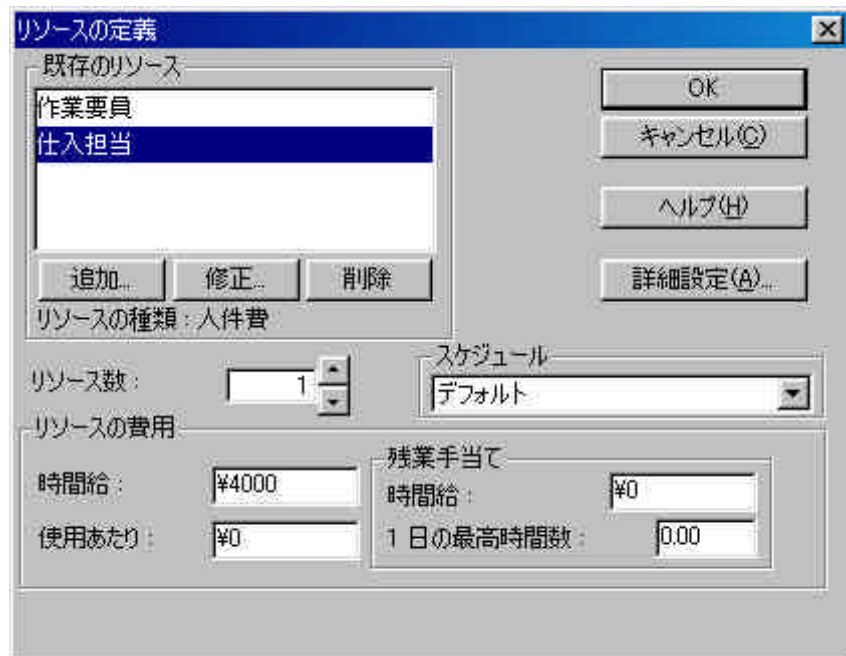 リソースの定義
既存のリソース
作業要員
仕入担当
追加... 修正... 削除
リソースの種類：人件費
OK
キャンセル(C)
ヘルプ(H)
詳細設定(A)...
リソース数： 1
スケジュール
デフォルト
リソースの費用
時間給： ¥4000
使用あたり： ¥0
残業手当て
時間給： ¥0
1 日の最高時間数： 0.00